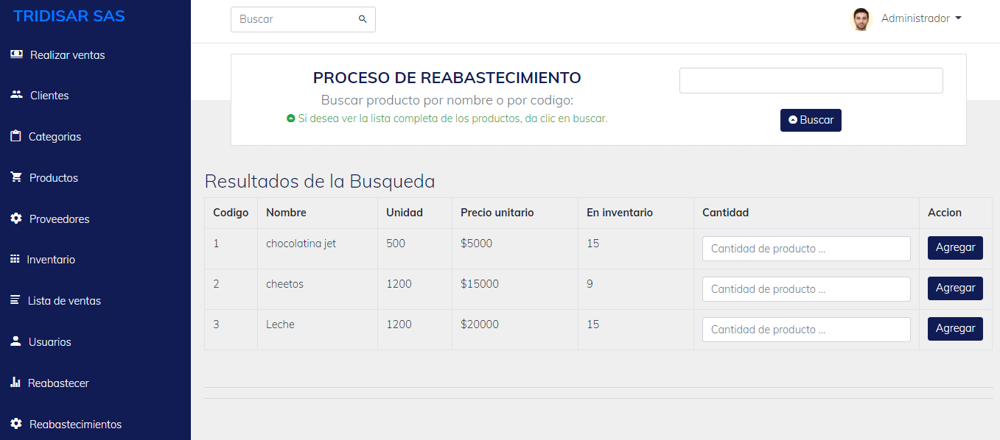 TRIDISAR SAS
Realizar ventas
Clientes
Categorias
Productos
Proveedores
Inventario
Lista de ventas
Usuarios
Reabastecer
Reabastecimientos
Buscar
Administrador
PROCESO DE REABASTECIMIENTO
Buscar producto por nombre o por codigo:
Si desea ver la lista completa de los productos, da clic en buscar.
Buscar
Resultados de la Busqueda
Codigo Nombre Unidad Precio unitario En inventario Cantidad Accion
1 chocolatina jet 500 $5000 15 Cantidad de producto ... Agregar
2 cheetos 1200 $15000 9 Cantidad de producto ... Agregar
3 Leche 1200 $20000 15 Cantidad de producto ... Agregar